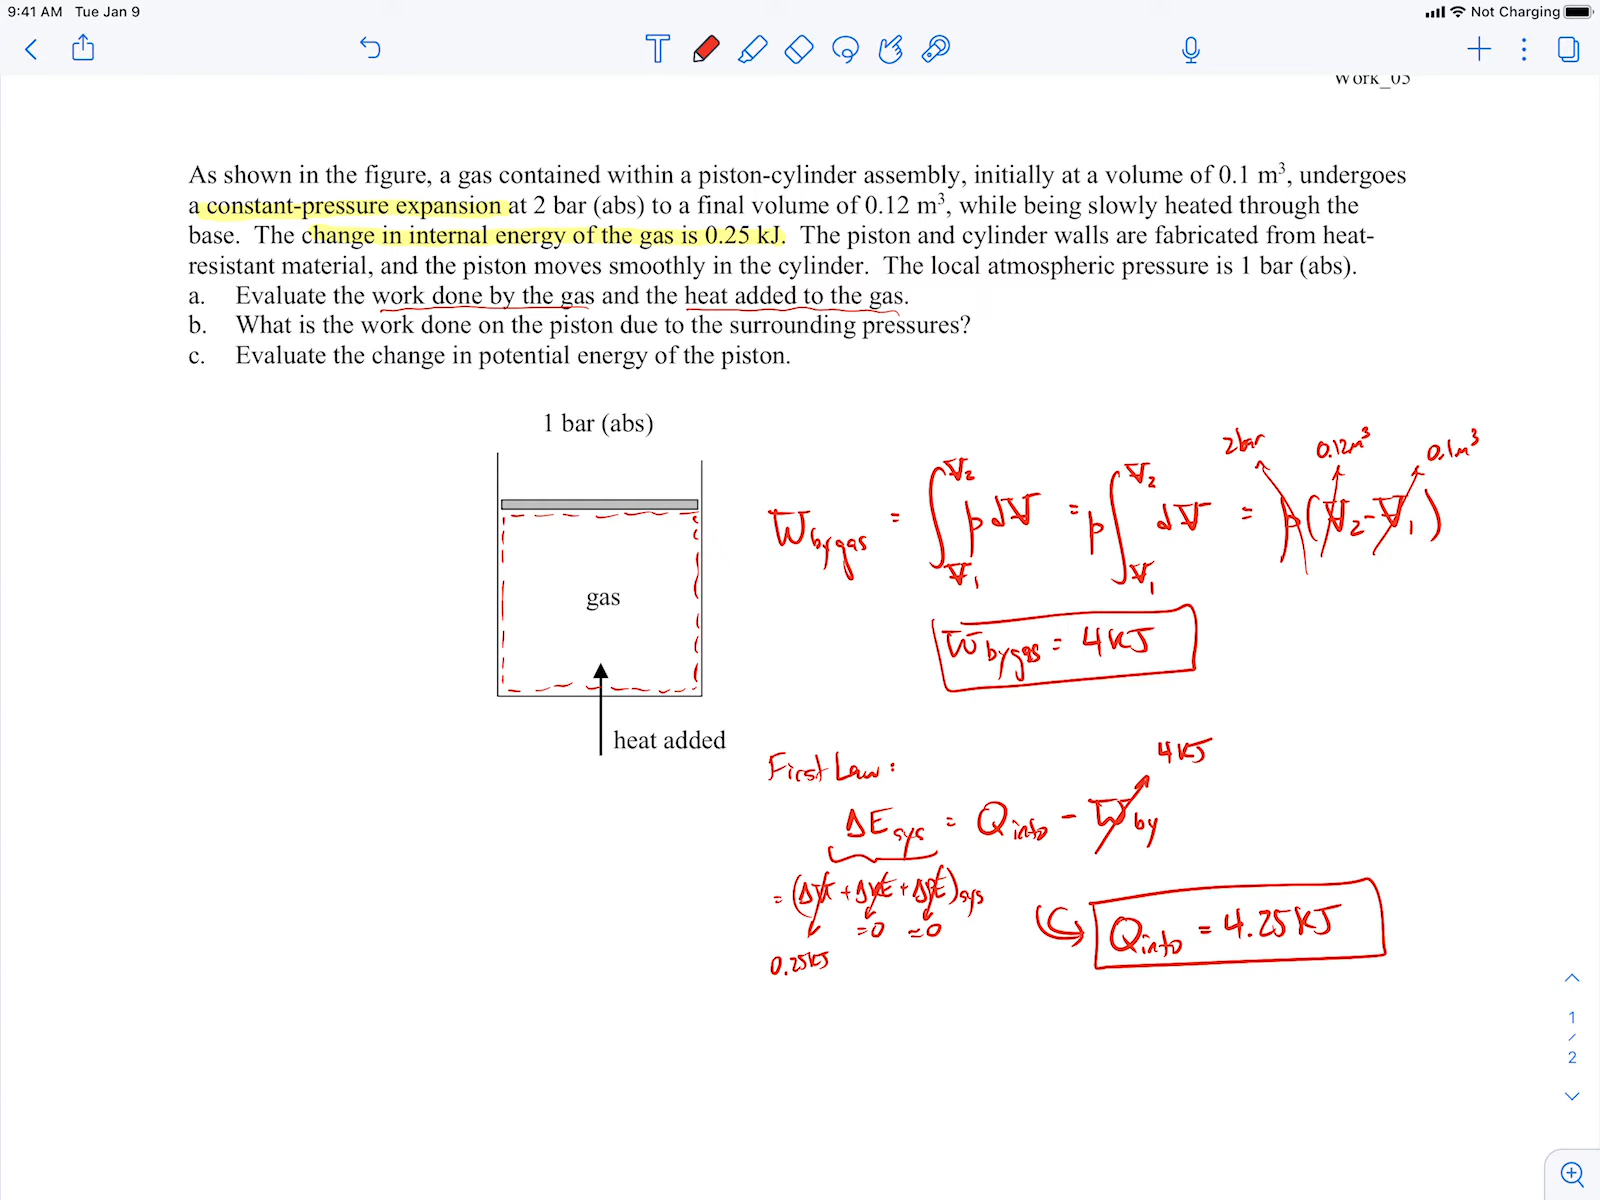 9:41 AM Tue Jan 9
Not Charging
Work_05
As shown in the figure, a gas contained within a piston-cylinder assembly, initially at a volume of 0.1 m³, undergoes
a constant-pressure expansion at 2 bar (abs) to a final volume of 0.12 m³, while being slowly heated through the
base. The change in internal energy of the gas is 0.25 kJ. The piston and cylinder walls are fabricated from heat-
resistant material, and the piston moves smoothly in the cylinder. The local atmospheric pressure is 1 bar (abs).
a. Evaluate the work done by the gas and the heat added to the gas.
b. What is the work done on the piston due to the surrounding pressures?
c. Evaluate the change in potential energy of the piston.
1 bar (abs)
gas
heat added
2bar 0.12m³ 0.1m³
W by gas = ∫V₁^V₂ p dV = p ∫V₁^V₂ dV = p(V₂-V₁)
W by gas = 4kJ
First Law:
4kJ
ΔE sys = Q into - W by
= (ΔU + ΔKE + ΔPE) sys
=0 ≈0
0.25kJ
Q into = 4.25kJ
1
/
2